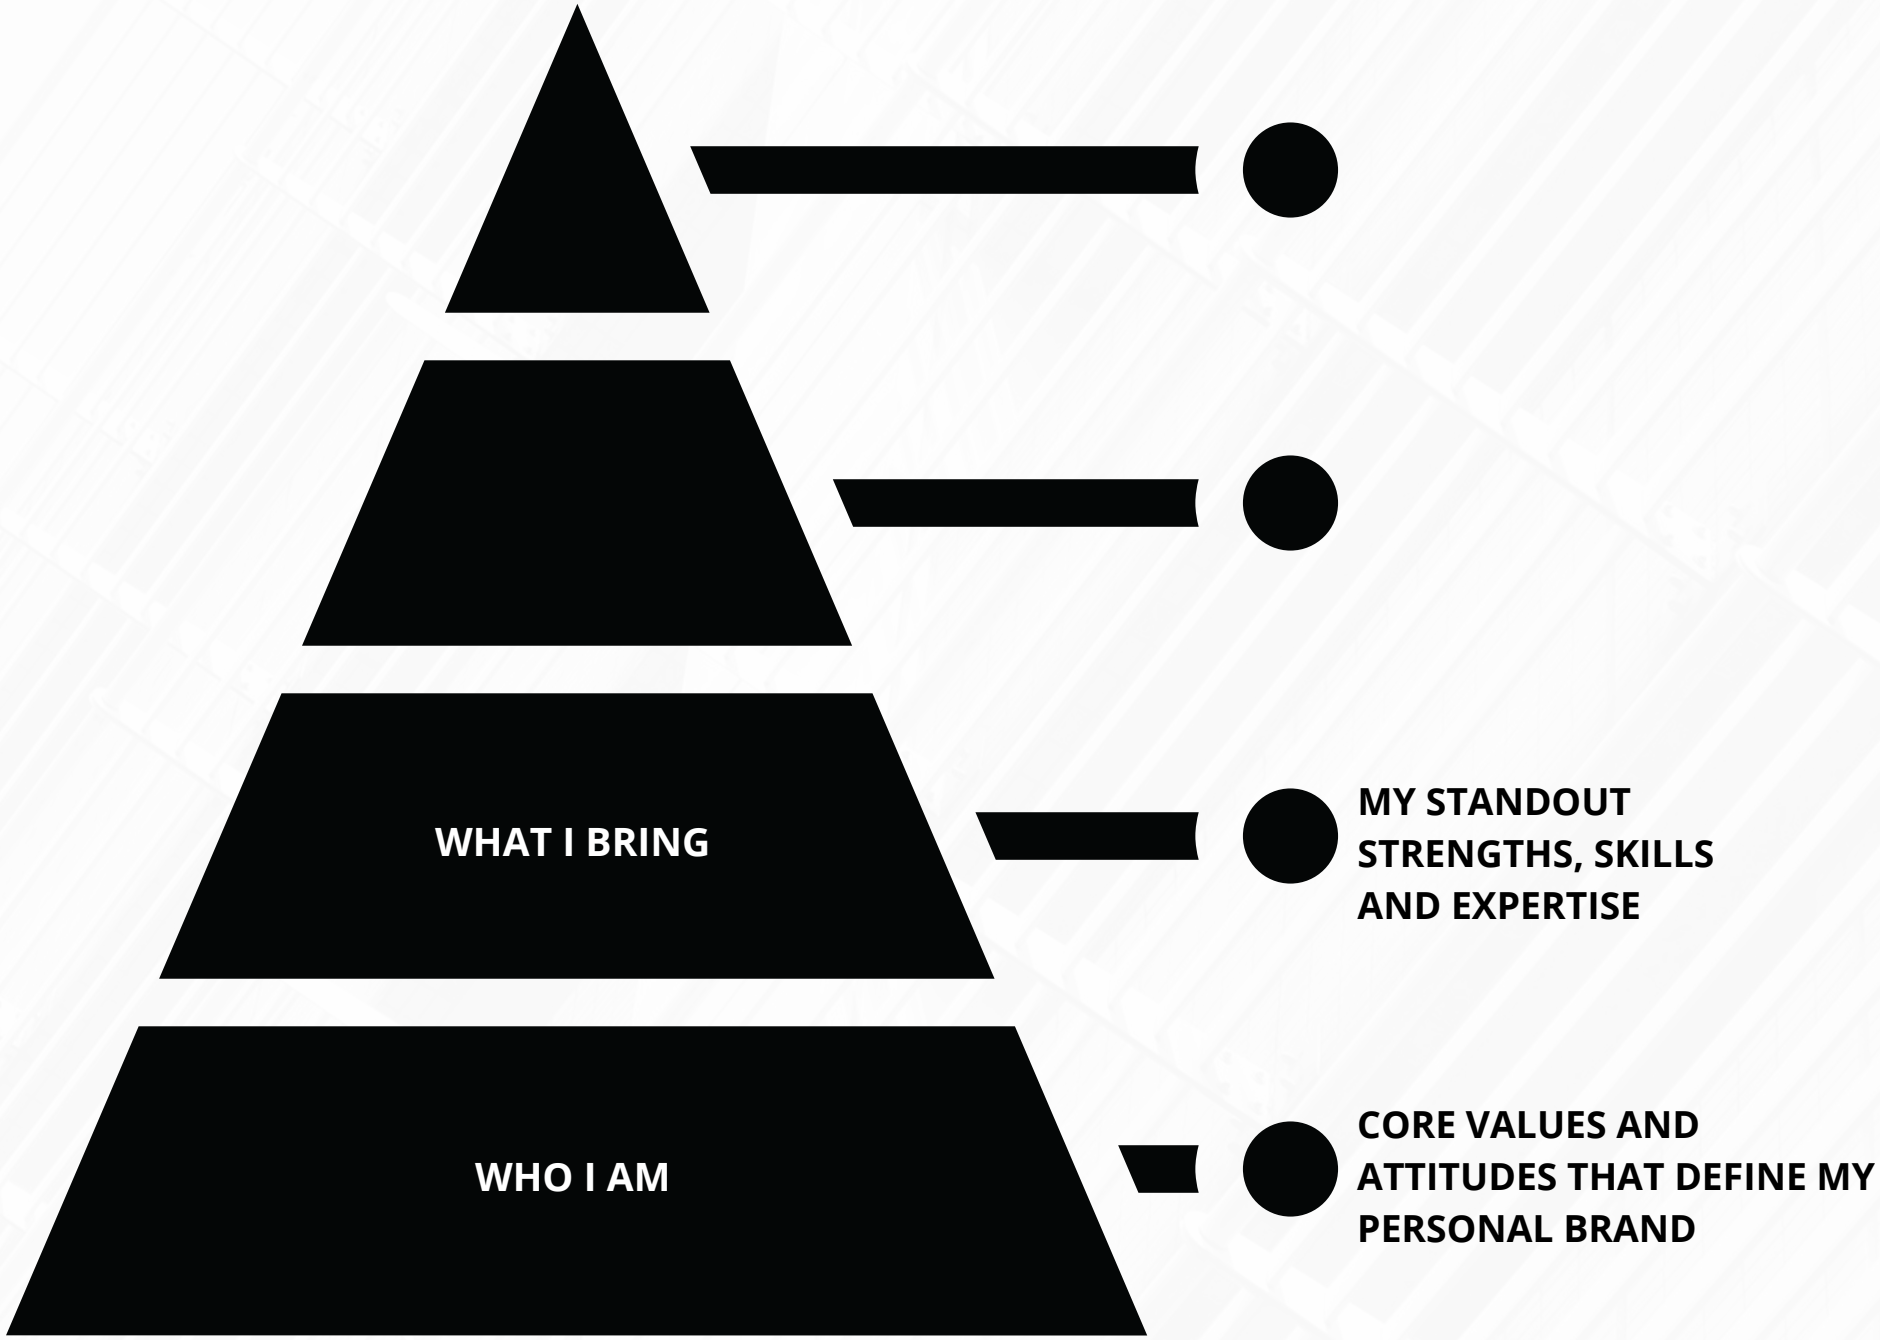 WHAT I BRING
MY STANDOUT
STRENGTHS, SKILLS
AND EXPERTISE
WHO I AM
CORE VALUES AND
ATTITUDES THAT DEFINE MY
PERSONAL BRAND